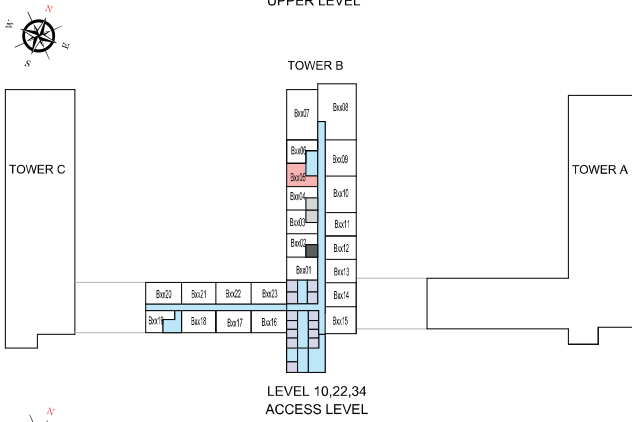 UPPER LEVEL
N
W
E
S
TOWER B
Bxx08
Bxx07
Bxx06
Bxx09
TOWER C
TOWER A
Bxx05
Bxx04
Bxx10
Bxx03
Bxx11
Bxx02
Bxx12
Bxx01
Bxx13
Bxx20
Bxx21
Bxx22
Bxx23
Bxx14
Bxx19
Bxx18
Bxx17
Bxx16
Bxx15
LEVEL 10,22,34
ACCESS LEVEL
N